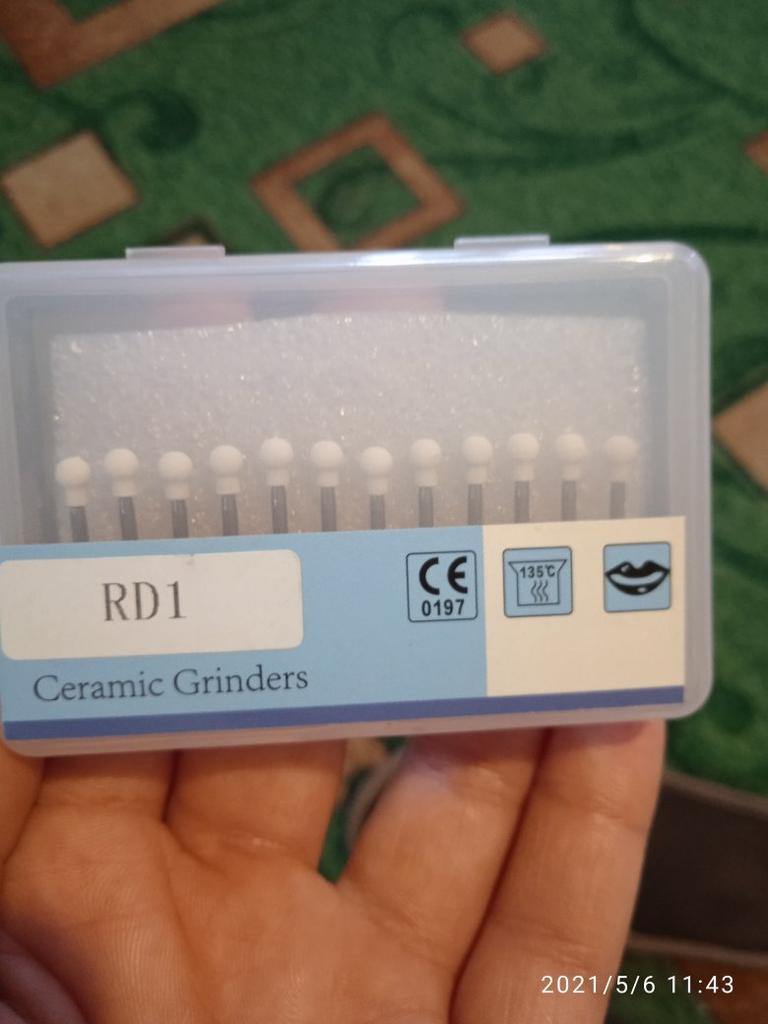 RD1
Ceramic Grinders
CE
0197
135℃
2021/5/6 11:43